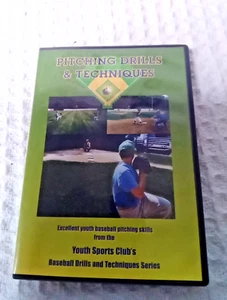 PITCHING DRILLS
& TECHNIQUES
Excellent youth baseball pitching skills
from the
Youth Sports Club's
Baseball Drills and Techniques Series